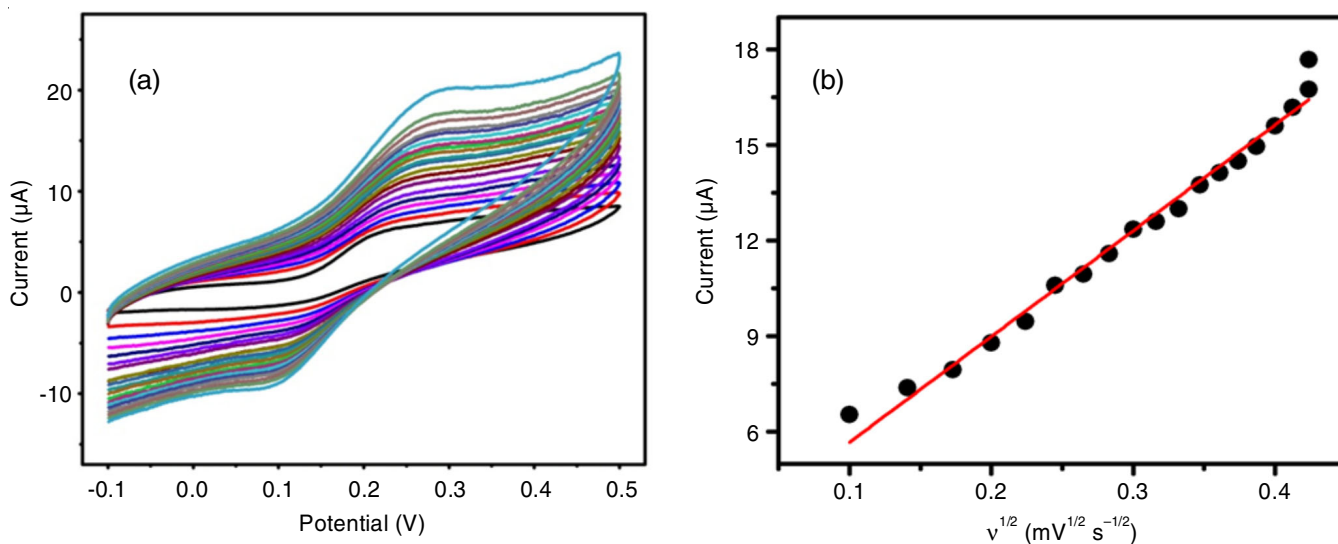 (a)
Current (µA)
20
10
0
-10
-0.1 0.0 0.1 0.2 0.3 0.4 0.5
Potential (V)
(b)
Current (µA)
18
15
12
9
6
0.1 0.2 0.3 0.4
ν^1/2 (mV^1/2 s^−1/2)